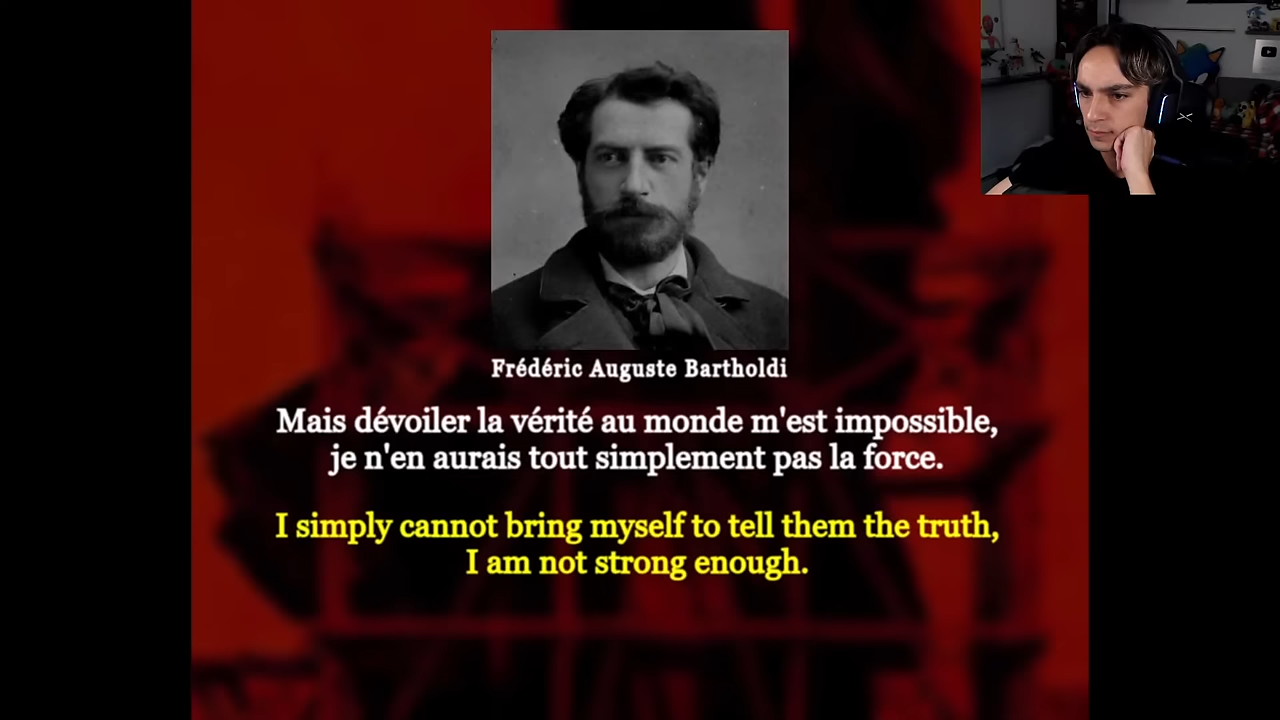 Frédéric Auguste Bartholdi
Mais dévoiler la vérité au monde m'est impossible,
je n'en aurais tout simplement pas la force.
I simply cannot bring myself to tell them the truth,
I am not strong enough.